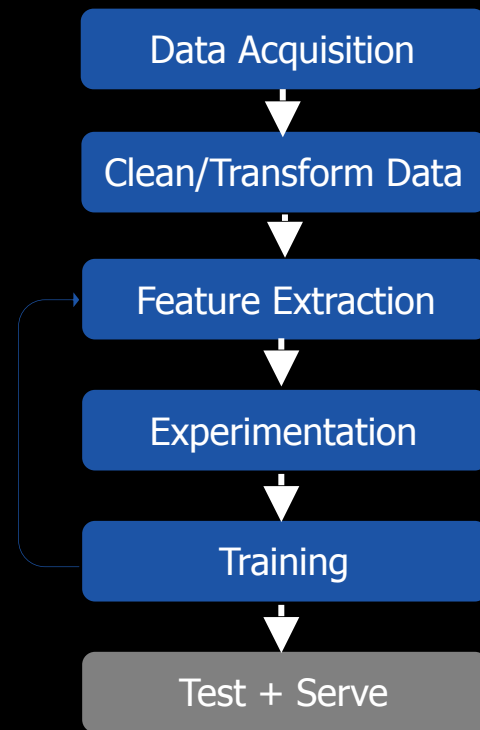 Data Acquisition
Clean/Transform Data
Feature Extraction
Experimentation
Training
Test + Serve